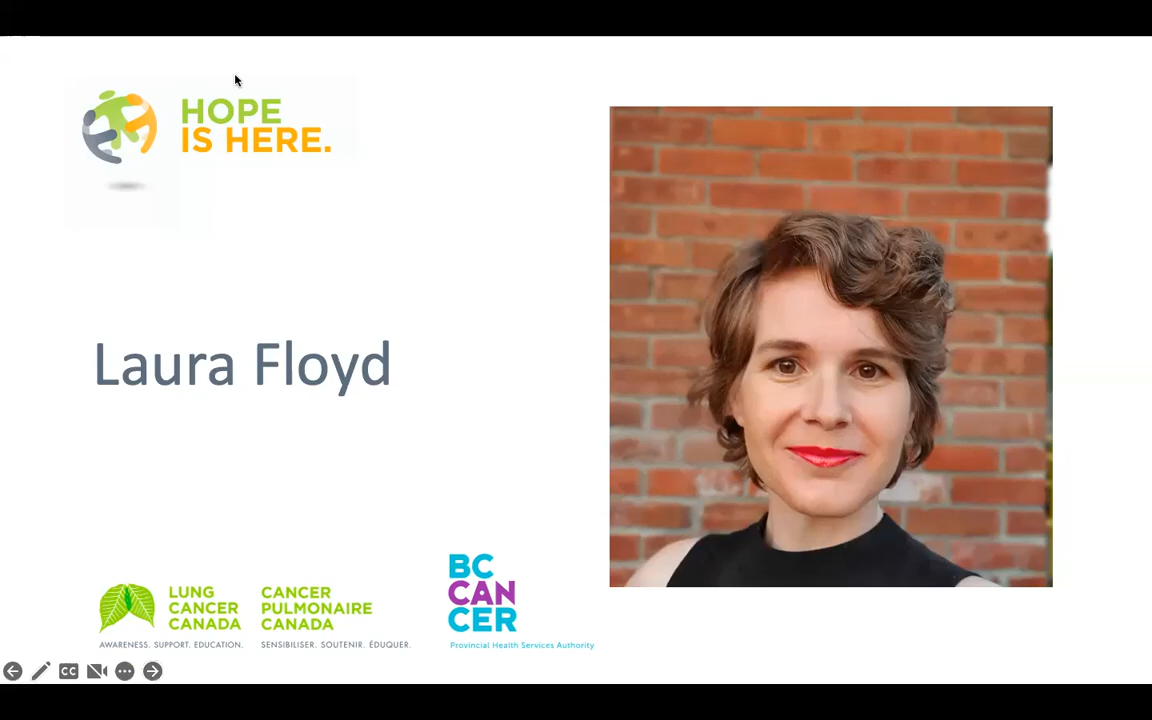 HOPE
IS HERE.
Laura Floyd
LUNG
CANCER
CANADA
CANCER
PULMONAIRE
CANADA
AWARENESS. SUPPORT. EDUCATION.
SENSIBILISER. SOUTENIR. ÉDUQUER.
BC
CAN
CER
Provincial Health Services Authority
CC